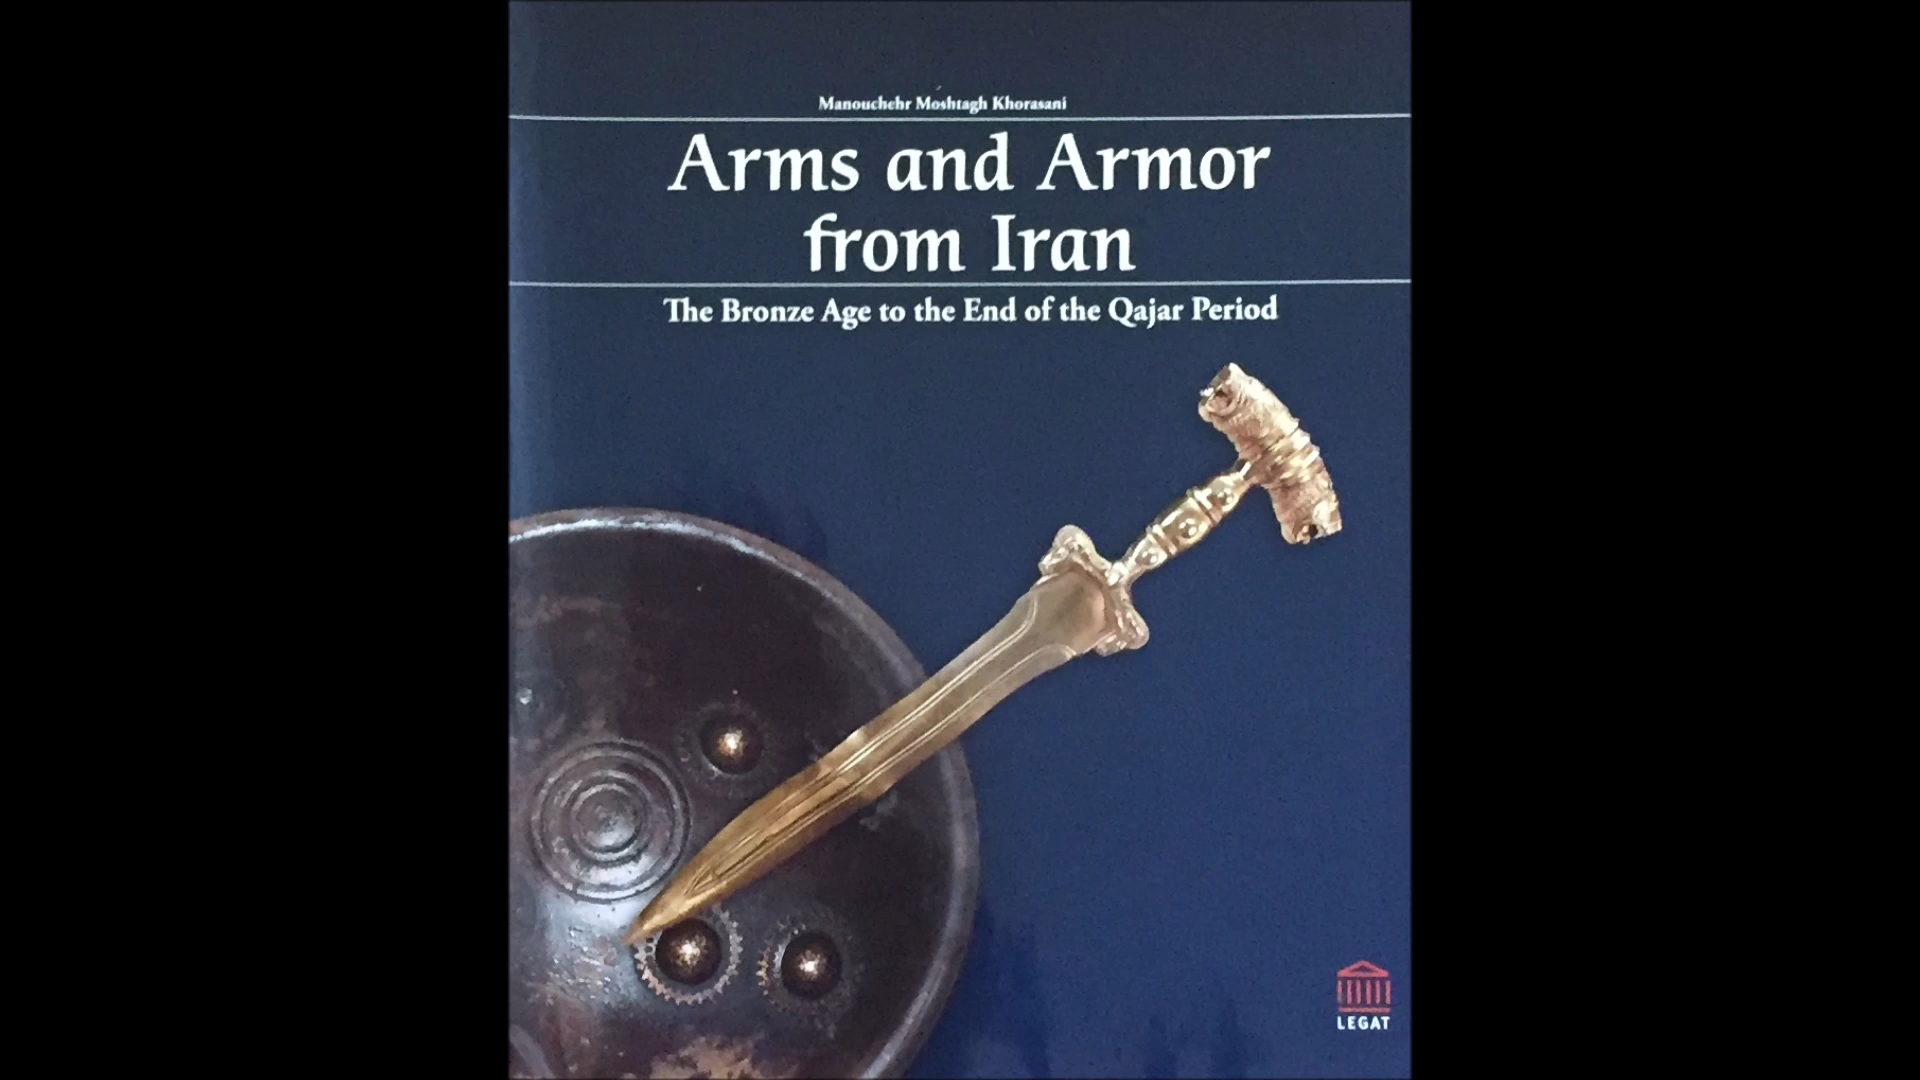 Manouchehr Moshtagh Khorasani
Arms and Armor
from Iran
The Bronze Age to the End of the Qajar Period
LEGAT